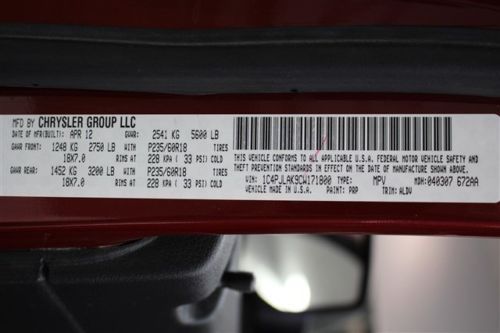 MFD BY CHRYSLER GROUP LLC
DATE OF MFR(BUILT): APR 12 GVWR: 2541 KG 5600 LB
GAWR FRONT: 1248 KG 2750 LB WITH P235/60R18 TIRES
18X7.0 RIMS AT 228 KPA ( 33 PSI) COLD
GAWR REAR: 1452 KG 3200 LB WITH P235/60R18 TIRES
18X7.0 RIMS AT 228 KPA ( 33 PSI) COLD
THIS VEHICLE CONFORMS TO ALL APPLICABLE U.S.A. FEDERAL MOTOR VEHICLE SAFETY AND
THEFT PREVENTION STANDARDS IN EFFECT ON THE DATE OF MANUFACTURE SHOWN ABOVE.
VIN: 1C4PJLAK9CW171800 TYPE: MPV MDH: 040307 672AA
VEHICLE MADE IN U.S.A. PAINT: PRP TRIM: ALDV